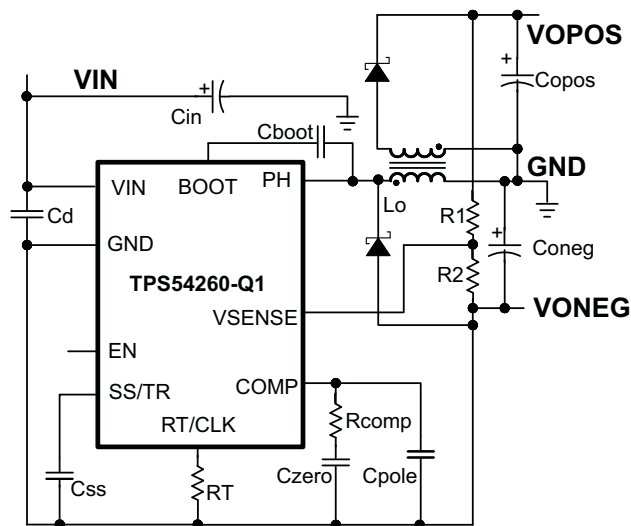 VOPOS
VIN
Copos
Cin
Cboot
GND
VIN
BOOT
PH
Lo
R1
Cd
GND
Coneg
TPS54260-Q1
R2
VSENSE
VONEG
EN
COMP
SS/TR
RT/CLK
Rcomp
Css
RT
Czero
Cpole